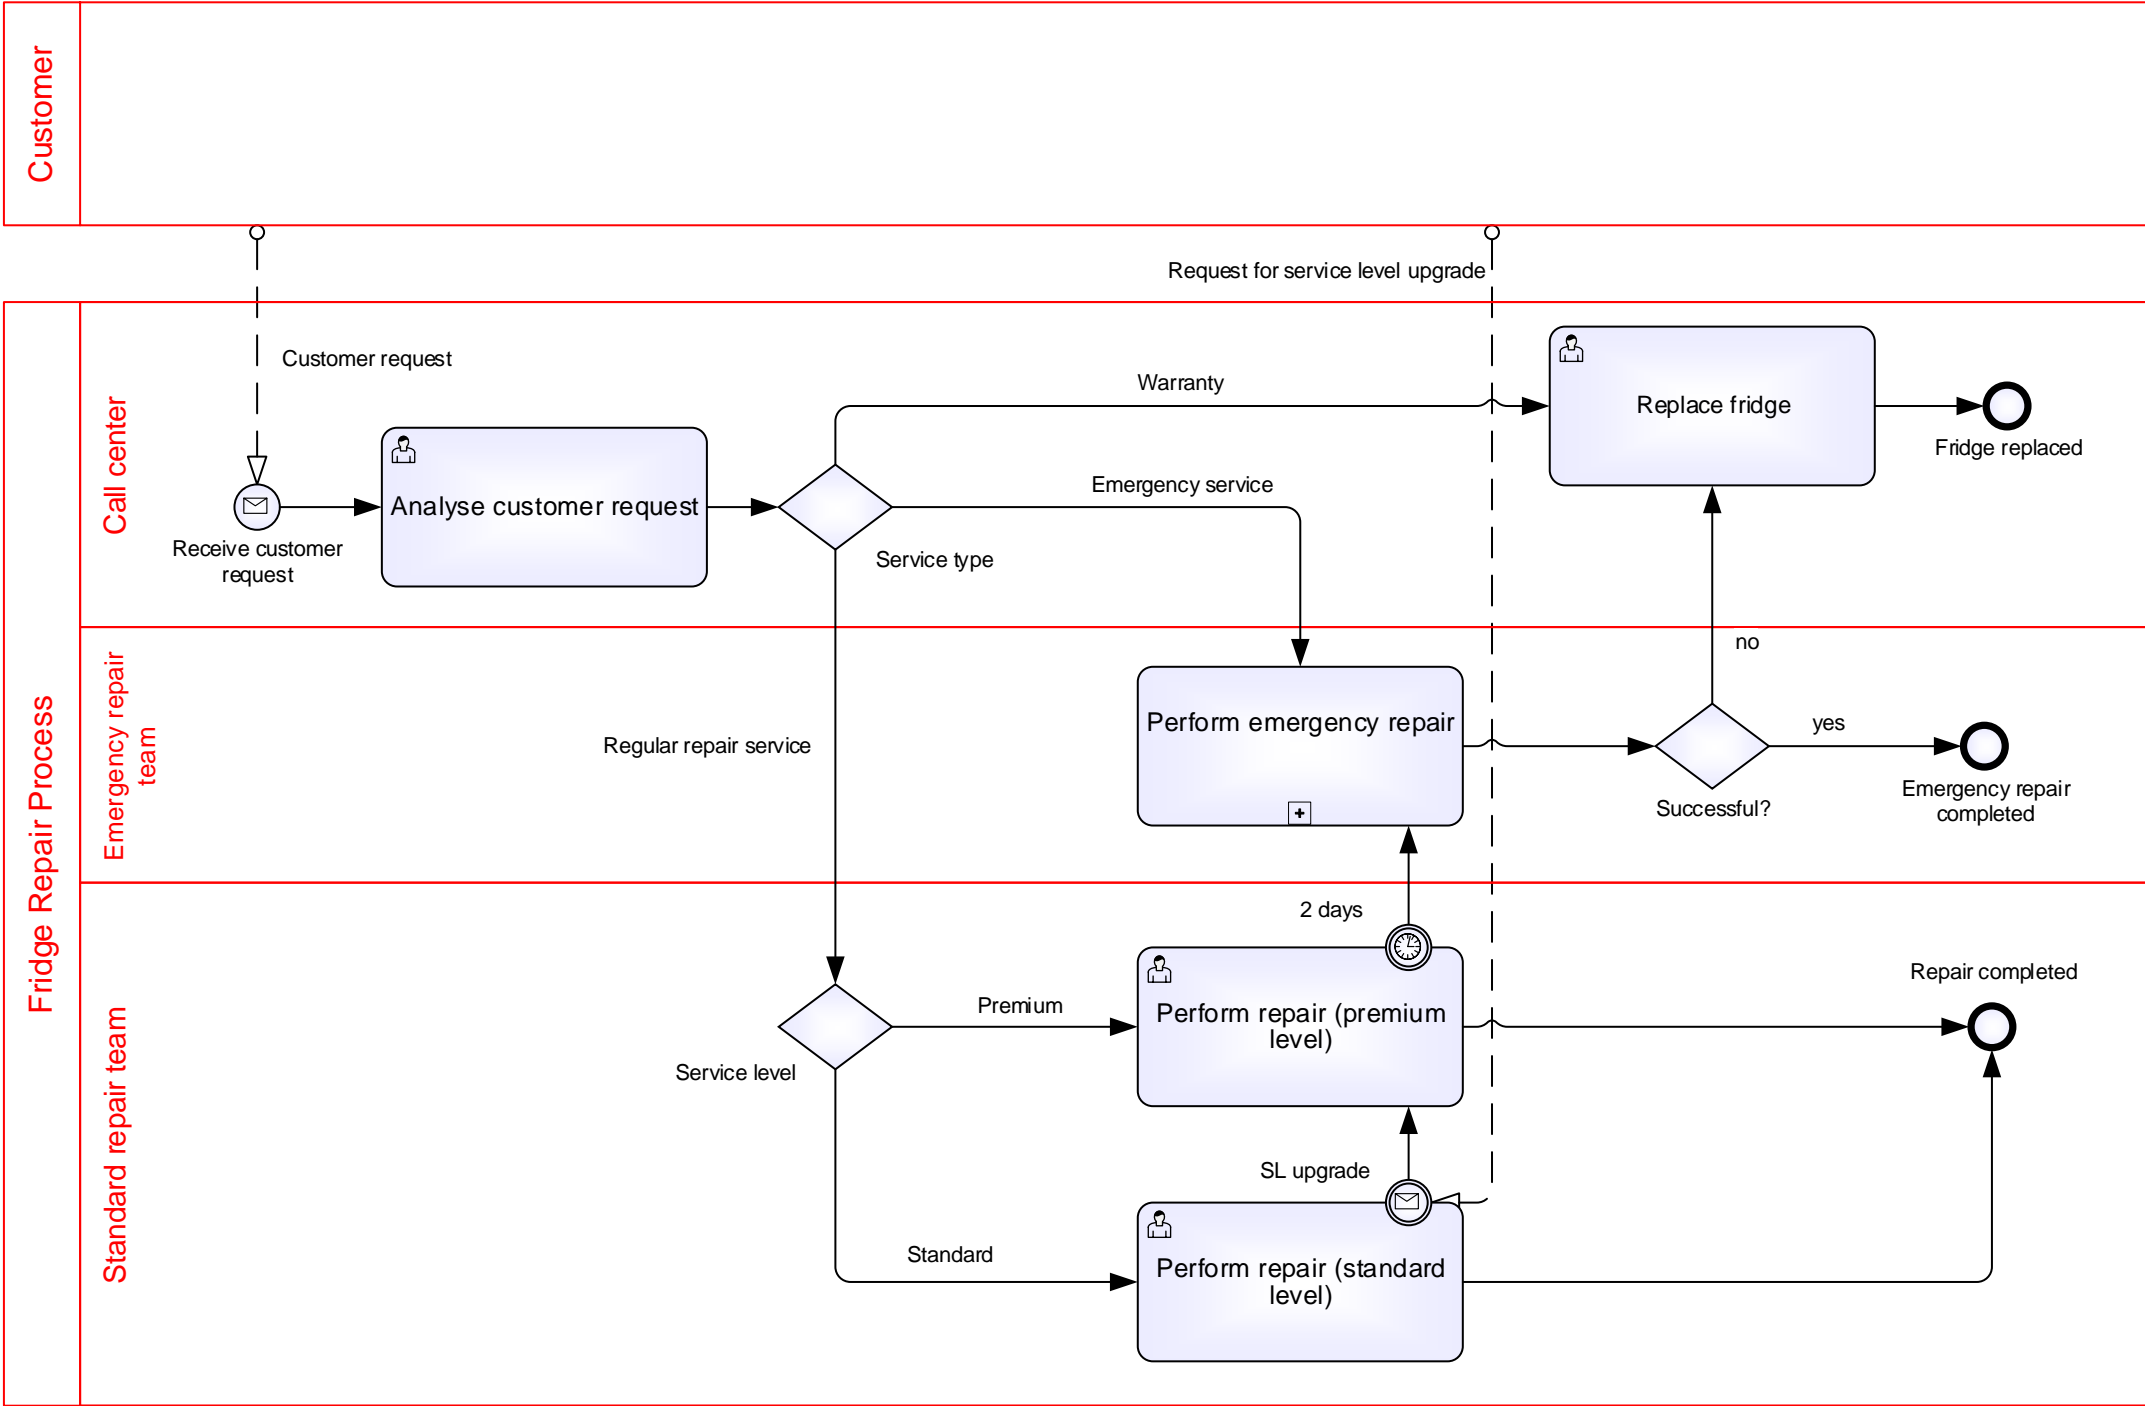 Customer
Request for service level upgrade
Customer request
Fridge Repair Process
Call center
Receive customer
request
Analyse customer request
Service type
Warranty
Emergency service
Replace fridge
Fridge replaced
Emergency repair
team
Regular repair service
Perform emergency repair
no
Successful?
yes
Emergency repair
completed
Standard repair team
Service level
Premium
2 days
Perform repair (premium
level)
Repair completed
Standard
SL upgrade
Perform repair (standard
level)